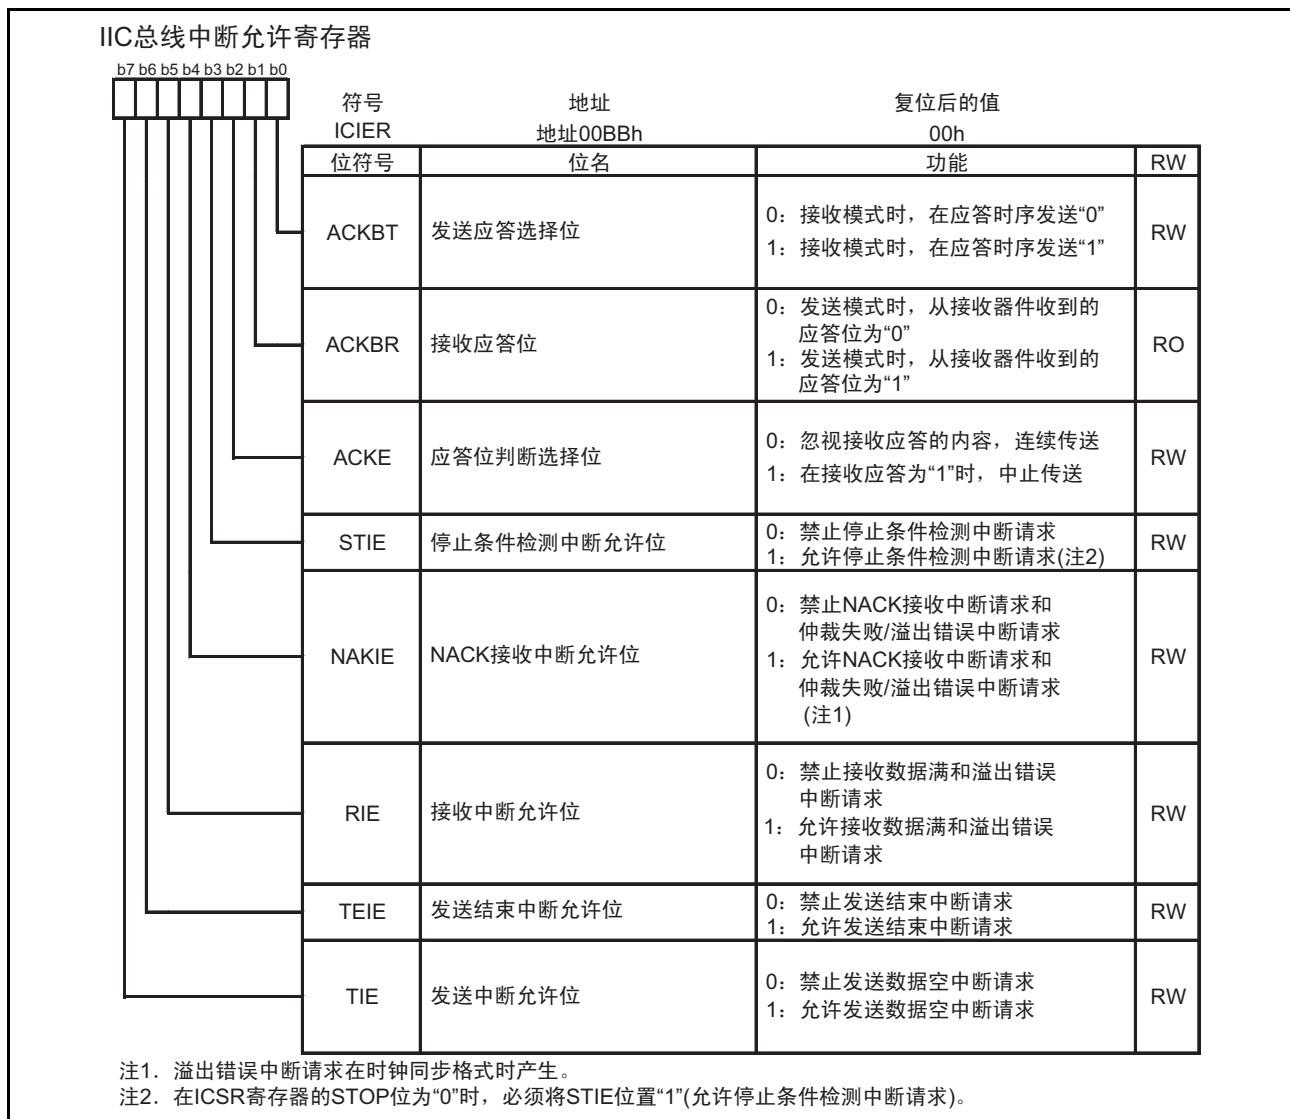 IIC总线中断允许寄存器
b7 b6 b5 b4 b3 b2 b1 b0
符号 地址 复位后的值
ICIER 地址00BBh 00h
位符号 位名 功能 RW
ACKBT 发送应答选择位 RW
0：接收模式时，在应答时序发送“0”
1：接收模式时，在应答时序发送“1”
ACKBR 接收应答位 RO
0：发送模式时，从接收器件收到的
应答位为“0”
1：发送模式时，从接收器件收到的
应答位为“1”
ACKE 应答位判断选择位 RW
0：忽视接收应答的内容，连续传送
1：在接收应答为“1”时，中止传送
STIE 停止条件检测中断允许位 RW
0：禁止停止条件检测中断请求
1：允许停止条件检测中断请求(注2)
NAKIE NACK接收中断允许位 RW
0：禁止NACK接收中断请求和
仲裁失败/溢出错误中断请求
1：允许NACK接收中断请求和
仲裁失败/溢出错误中断请求
(注1)
RIE 接收中断允许位 RW
0：禁止接收数据满和溢出错误
中断请求
1：允许接收数据满和溢出错误
中断请求
TEIE 发送结束中断允许位 RW
0：禁止发送结束中断请求
1：允许发送结束中断请求
TIE 发送中断允许位 RW
0：禁止发送数据空中断请求
1：允许发送数据空中断请求
注1．溢出错误中断请求在时钟同步格式时产生。
注2．在ICSR寄存器的STOP位为“0”时，必须将STIE位置“1”(允许停止条件检测中断请求)。